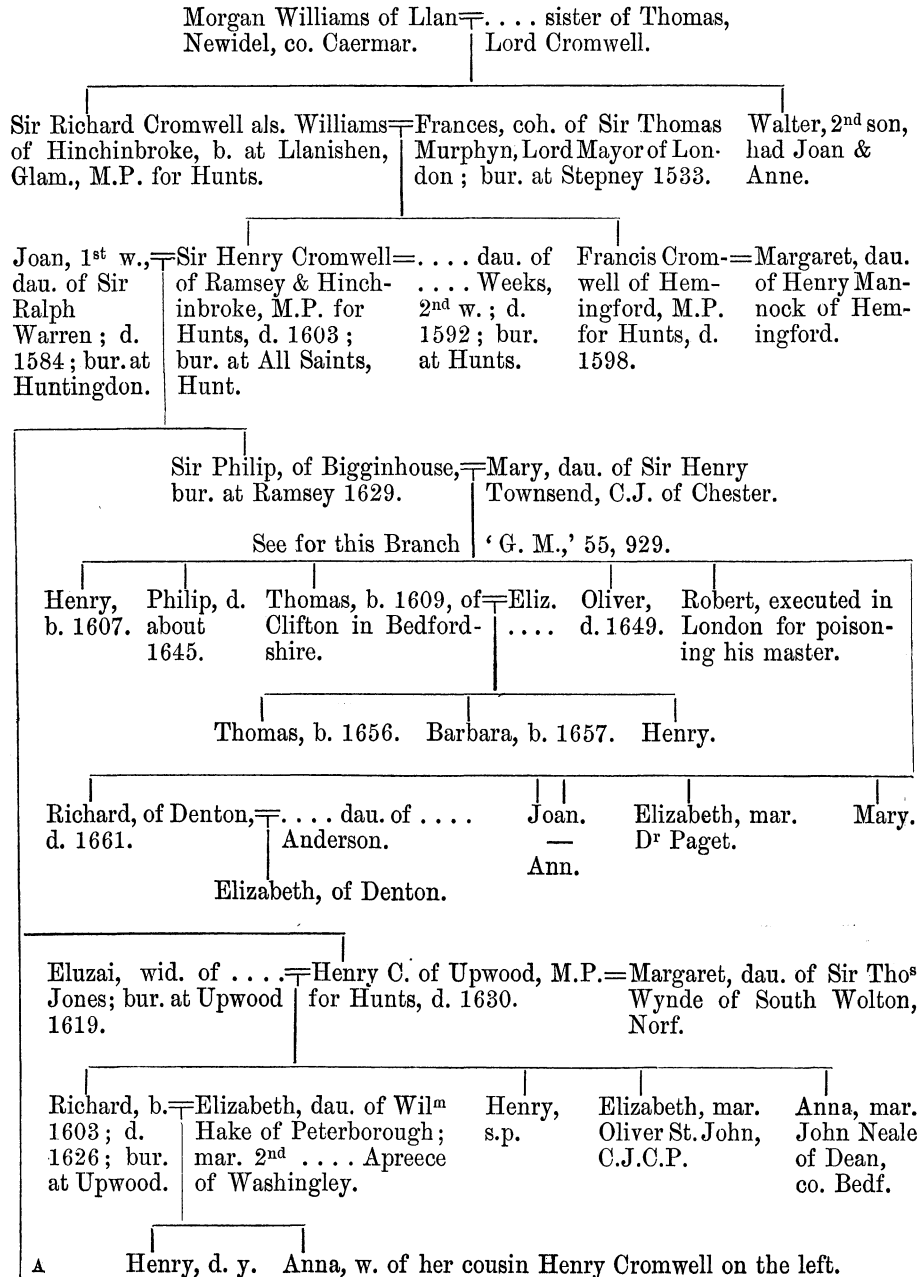 Morgan Williams of Llan= . . . . sister of Thomas,
Newidel, co. Caermar. Lord Cromwell.
Sir Richard Cromwell als. Williams=Frances, coh. of Sir Thomas
of Hinchinbroke, b. at Llanishen, Murphyn, Lord Mayor of Lon-
Glam., M.P. for Hunts. don ; bur. at Stepney 1533.
Walter, 2nd son,
had Joan &
Anne.
Joan, 1st w.,=
dau. of Sir
Ralph
Warren ; d.
1584 ; bur. at
Huntingdon.
Sir Henry Cromwell=
of Ramsey & Hinch-
inbroke, M.P. for
Hunts, d. 1603 ;
bur. at All Saints,
Hunt.
. . . . dau. of
. . . . Weeks,
2nd w. ; d.
1592 ; bur.
at Hunts.
Francis Crom-=
well of Hem-
ingford, M.P.
for Hunts, d.
1598.
Margaret, dau.
of Henry Man-
nock of Hem-
ingford.
Sir Philip, of Bigginhouse,=Mary, dau. of Sir Henry
bur. at Ramsey 1629. Townsend, C.J. of Chester.
See for this Branch ‘ G. M.,’ 55, 929.
Henry,
b. 1607.
Philip, d.
about
1645.
Thomas, b. 1609, of=Eliz.
Clifton in Bedford- . . . .
shire.
Oliver,
d. 1649.
Robert, executed in
London for poison-
ing his master.
Thomas, b. 1656. Barbara, b. 1657. Henry.
Richard, of Denton,= . . . . dau. of . . . .
d. 1661. Anderson.
Joan.
—
Ann.
Elizabeth, mar.
Dr Paget.
Mary.
Elizabeth, of Denton.
Eluzai, wid. of . . . .=
Jones; bur. at Upwood
1619.
Henry C. of Upwood, M.P.=
for Hunts, d. 1630.
Margaret, dau. of Sir Thos
Wynde of South Wolton,
Norf.
Richard, b.=
1603 ; d.
1626 ; bur.
at Upwood.
Elizabeth, dau. of Wilm
Hake of Peterborough ;
mar. 2nd . . . . Apreece
of Washingley.
Henry,
s.p.
Elizabeth, mar.
Oliver St. John,
C.J.C.P.
Anna, mar.
John Neale
of Dean,
co. Bedf.
A Henry, d. y. Anna, w. of her cousin Henry Cromwell on the left.